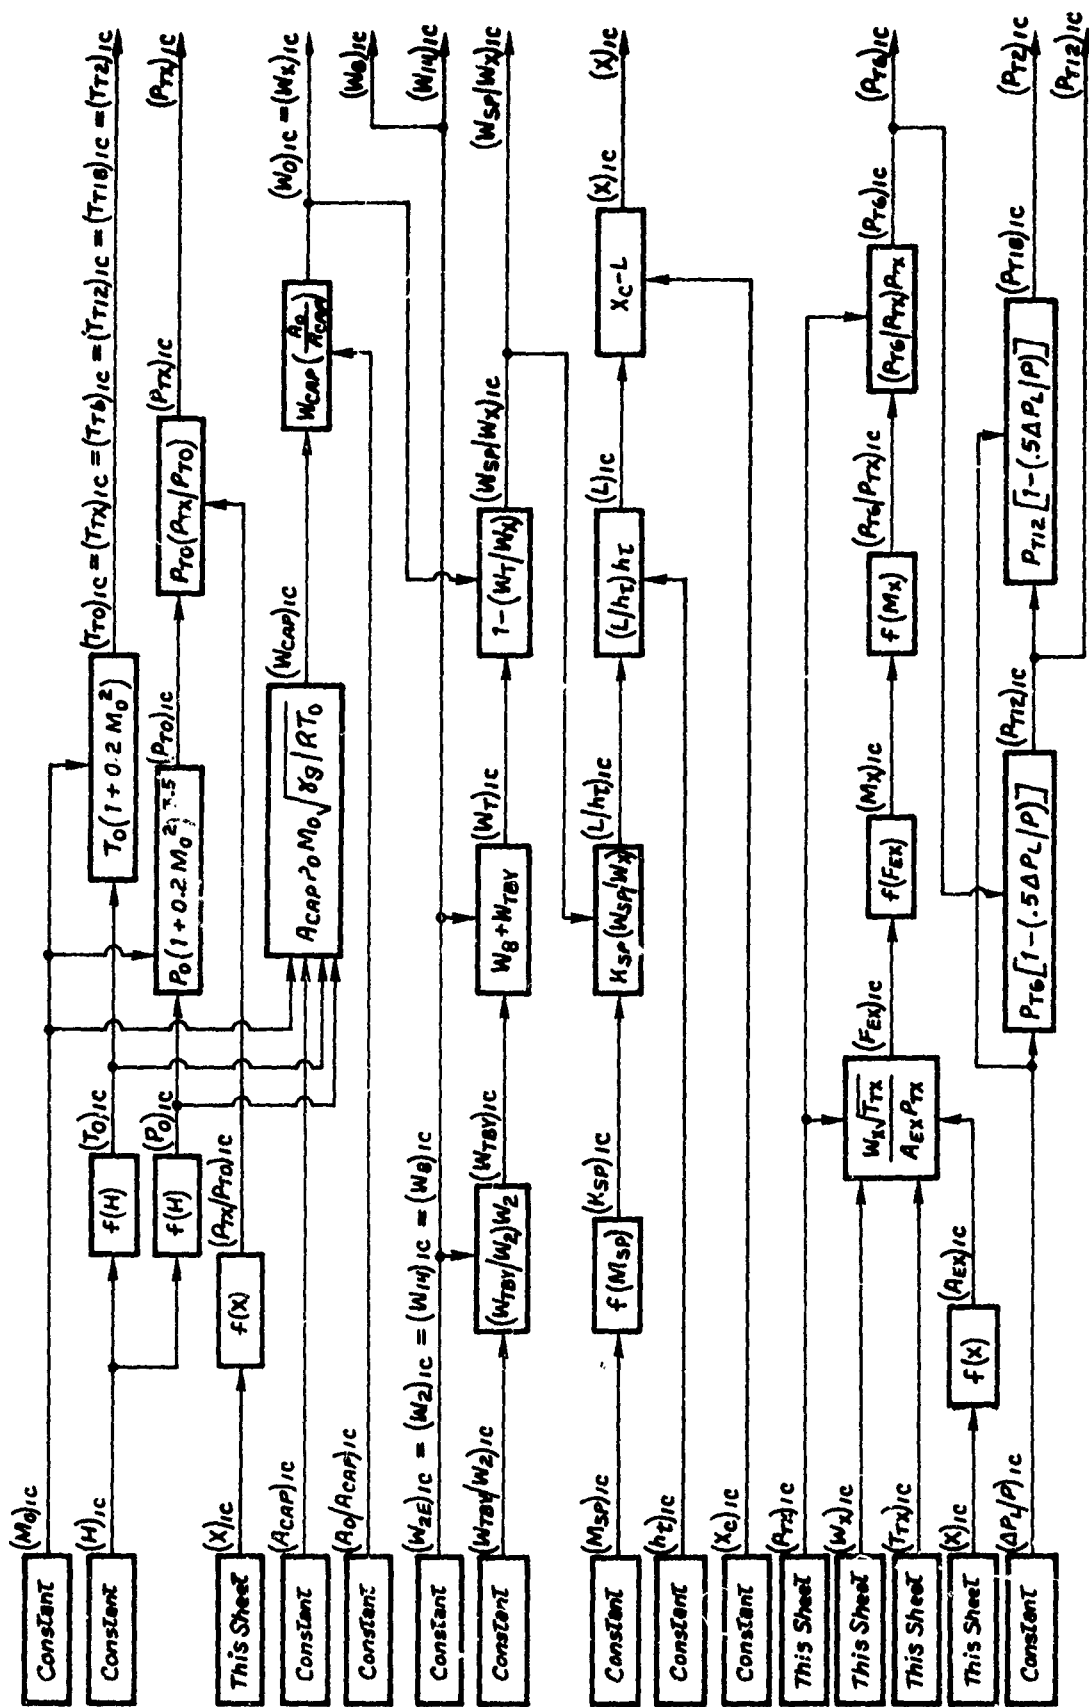 Constant (M0)IC
Constant (H)IC
f(H) (T0)IC
f(H) (P0)IC
T0(1+0.2 M0²) (TT0)IC = (TTX)IC = (TT6)IC = (TT12)IC = (TT18)IC = (TT2)IC
P0(1+0.2 M0²)^3.5 (PT0)IC
PT0(PTX/PT0) (PTX)IC (PTX)IC
This Sheet (X)IC f(X) (PTX/PT0)IC
Constant (ACAP)IC
ACAP P0 M0 √γg/RT0 (WCAP)IC
WCAP(A0/ACAP) (W0)IC = (WX)IC (WX)IC
Constant (A0/ACAP)IC
(W8)IC
Constant (W2E)IC = (W2)IC = (W14)IC = (W8)IC (W14)IC
Constant (WTBY/W2)IC (WTBY/W2)W2 (WTBY)IC W8+WTBY (WT)IC 1-(WT/WX) (WSP/WX)IC (WSP/WX)IC
Constant (MSP)IC f(MSP) (KSP)IC KSP(WSP/WX) (L/hτ)IC (L/hτ)hτ (L)IC XC-L (X)IC (X)IC
Constant (hτ)IC
Constant (XC)IC
This Sheet (PTX)IC
This Sheet (WX)IC
WX√TTX / AEX PTX (FEX)IC f(FEX) (MX)IC f(MX) (PT6/PTX)IC (PT6/PTX)PTX (PT6)IC (PT6)IC
This Sheet (TTX)IC
This Sheet (X)IC f(X) (AEX)IC
Constant (ΔPL/P)IC
PT6[1-(.5ΔPL/P)] (PT12)IC PT12[1-(.5ΔPL/P)] (PT18)IC (PT2)IC
(PT12)IC